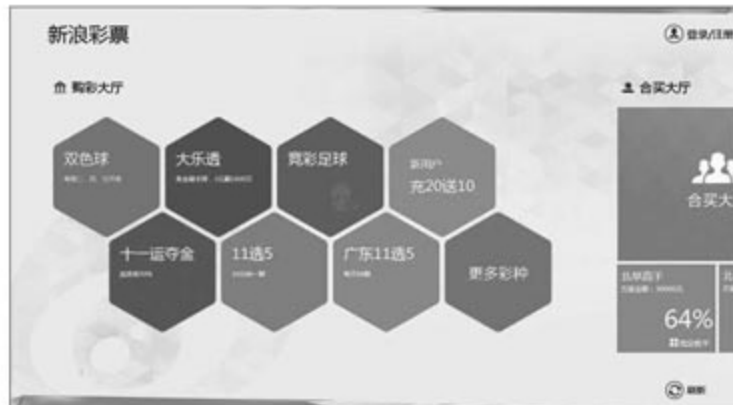 新浪彩票
登录/注册
购彩大厅
合买大厅
双色球
大乐透
竞彩足球
新用户
充20送10
合买大
十一运夺金
11选5
广东11选5
更多彩种
64%
刷新